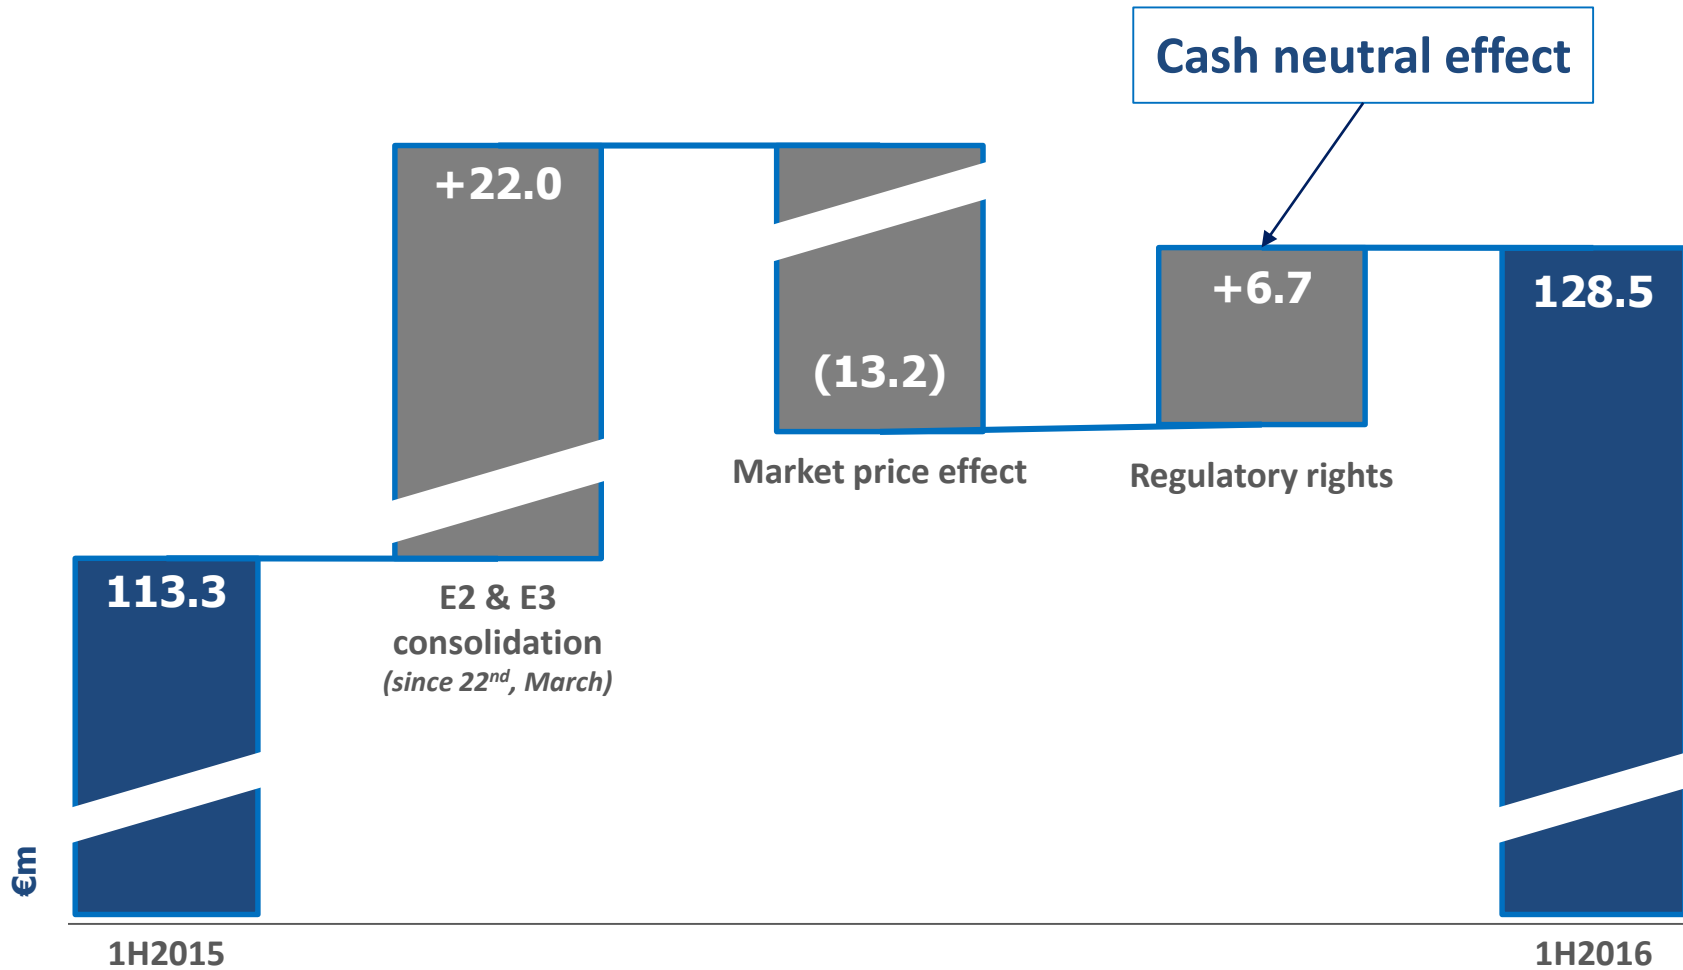 Cash neutral effect
+22.0
+6.7
128.5
(13.2)
Market price effect
Regulatory rights
113.3
E2 & E3
consolidation
(since 22nd, March)
€m
1H2015
1H2016